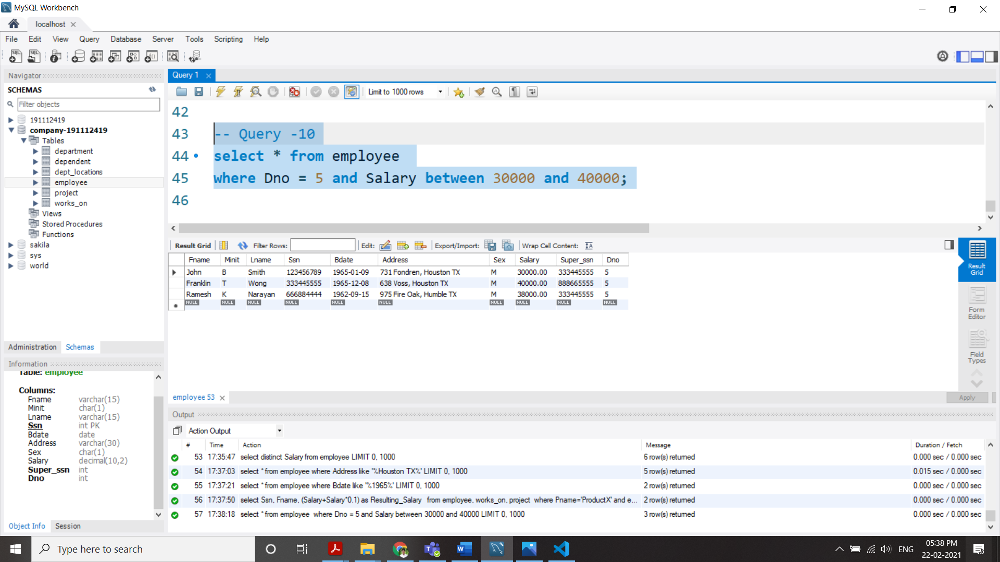 MySQL Workbench
localhost
File Edit View Query Database Server Tools Scripting Help
Navigator
SCHEMAS
Filter objects
191112419
company-191112419
Tables
department
dependent
dept_locations
employee
project
works_on
Views
Stored Procedures
Functions
sakila
sys
world
Administration Schemas
Information
Table: employee
Columns:
Fname varchar(15)
Minit char(1)
Lname varchar(15)
Ssn int PK
Bdate date
Address varchar(30)
Sex char(1)
Salary decimal(10,2)
Super_ssn int
Dno int
Object Info Session
Query 1
Limit to 1000 rows
42
43 -- Query -10
44 select * from employee
45 where Dno = 5 and Salary between 30000 and 40000;
46
Result Grid Filter Rows: Edit: Export/Import: Wrap Cell Content:
Fname Minit Lname Ssn Bdate Address Sex Salary Super_ssn Dno
John B Smith 123456789 1965-01-09 731 Fondren, Houston TX M 30000.00 333445555 5
Franklin T Wong 333445555 1965-12-08 638 Voss, Houston TX M 40000.00 888665555 5
Ramesh K Narayan 666884444 1962-09-15 975 Fire Oak, Humble TX M 38000.00 333445555 5
NULL NULL NULL NULL NULL NULL NULL NULL NULL NULL
Result
Grid
Form
Editor
Field
Types
employee 53
Apply
Output
Action Output
# Time Action Message Duration / Fetch
53 17:35:47 select distinct Salary from employee LIMIT 0, 1000 6 row(s) returned 0.000 sec / 0.000 sec
54 17:37:03 select * from employee where Address like '%Houston TX%' LIMIT 0, 1000 5 row(s) returned 0.015 sec / 0.000 sec
55 17:37:21 select * from employee where Bdate like '%1965%' LIMIT 0, 1000 2 row(s) returned 0.000 sec / 0.000 sec
56 17:37:50 select Ssn, Fname, (Salary+Salary*0.1) as Resulting_Salary from employee, works_on, project where Pname='ProductX' and e... 2 row(s) returned 0.000 sec / 0.000 sec
57 17:38:18 select * from employee where Dno = 5 and Salary between 30000 and 40000 LIMIT 0, 1000 3 row(s) returned 0.000 sec / 0.000 sec
Type here to search
ENG
05:38 PM
22-02-2021